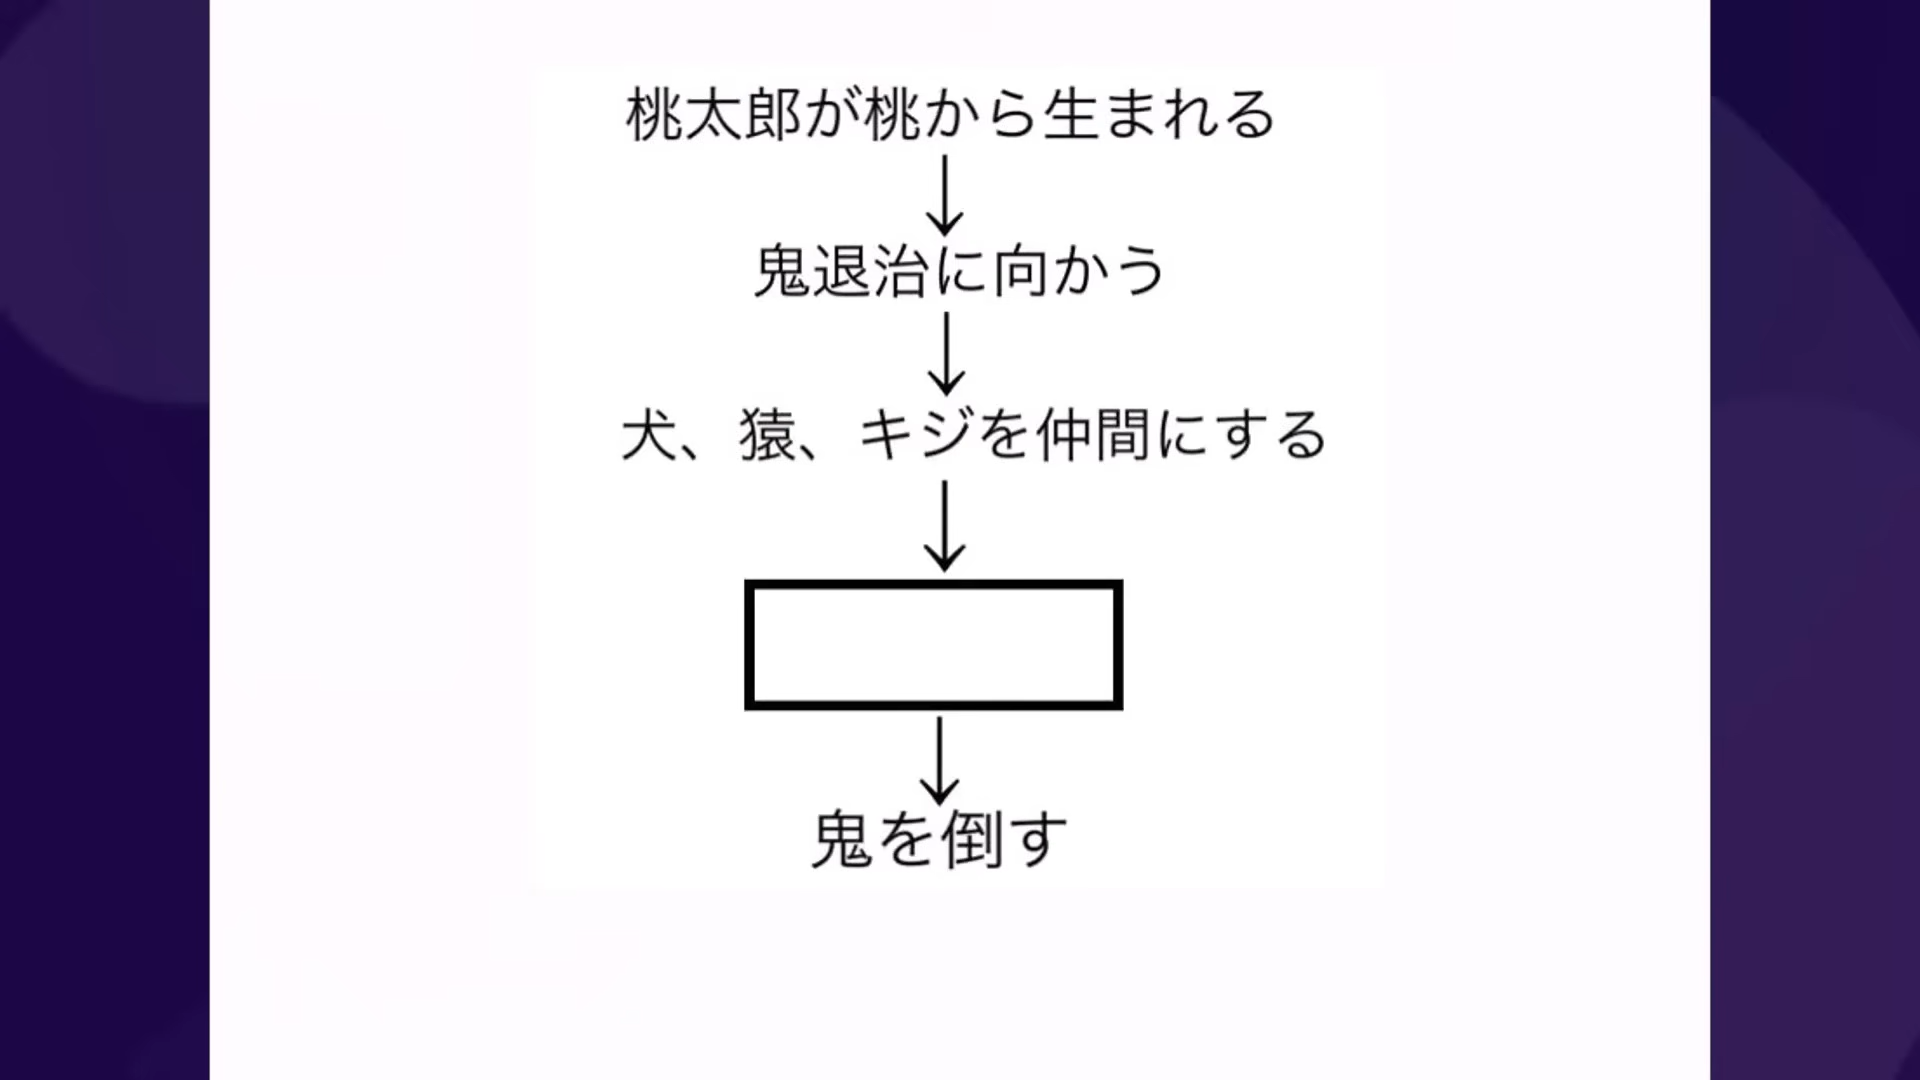 桃太郎が桃から生まれる
鬼退治に向かう
犬、猿、キジを仲間にする
鬼を倒す